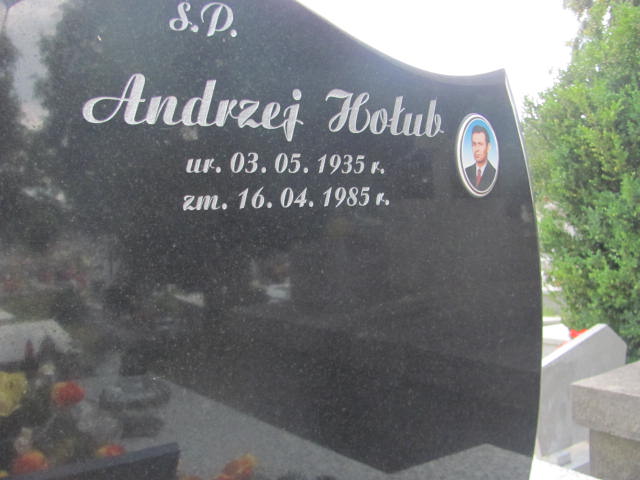 Ś.P.
Andrzej Hołub
ur. 03. 05. 1935 r.
zm. 16. 04. 1985 r.